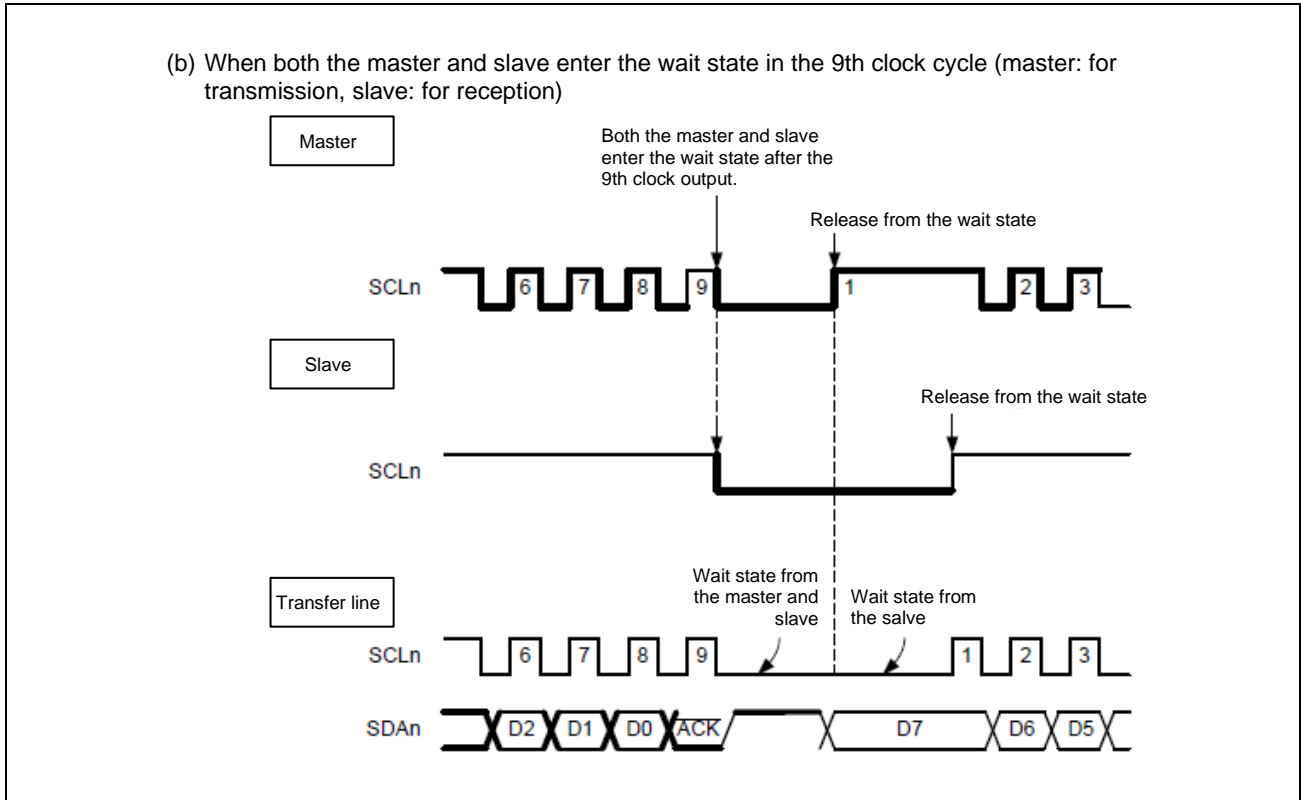 (b) When both the master and slave enter the wait state in the 9th clock cycle (master: for
transmission, slave: for reception)
Master
Both the master and slave
enter the wait state after the
9th clock output.
Release from the wait state
SCLn
6 7 8 9 1 2 3
Slave
Release from the wait state
SCLn
Transfer line
Wait state from
the master and
slave
Wait state from
the salve
SCLn
6 7 8 9 1 2 3
SDAn
D2 D1 D0 ACK D7 D6 D5